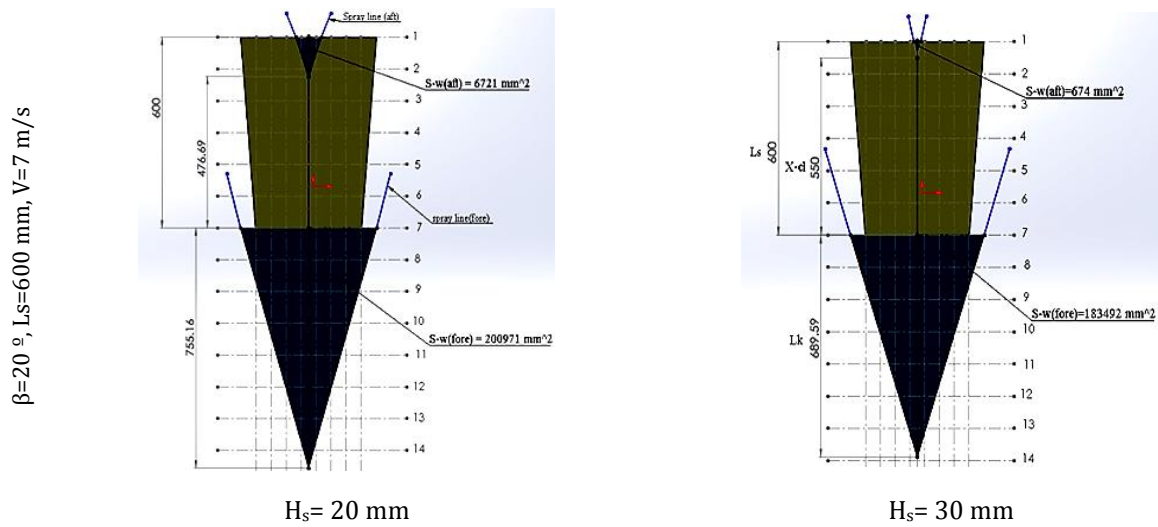 β=20 º, Ls=600 mm, V=7 m/s
Spray line (aft)
1
2
3
4
5
6
7
8
9
10
11
12
13
14
S-w(aft) = 6721 mm^2
600
476.69
spray line(fore)
755.16
S-w(fore) = 200971 mm^2
Hs= 20 mm
1
2
3
4
5
6
7
8
9
10
11
12
13
14
S-w(aft)=674 mm^2
Ls
600
X-d
550
S-w(fore)=183492 mm^2
Lk
689.59
Hs= 30 mm